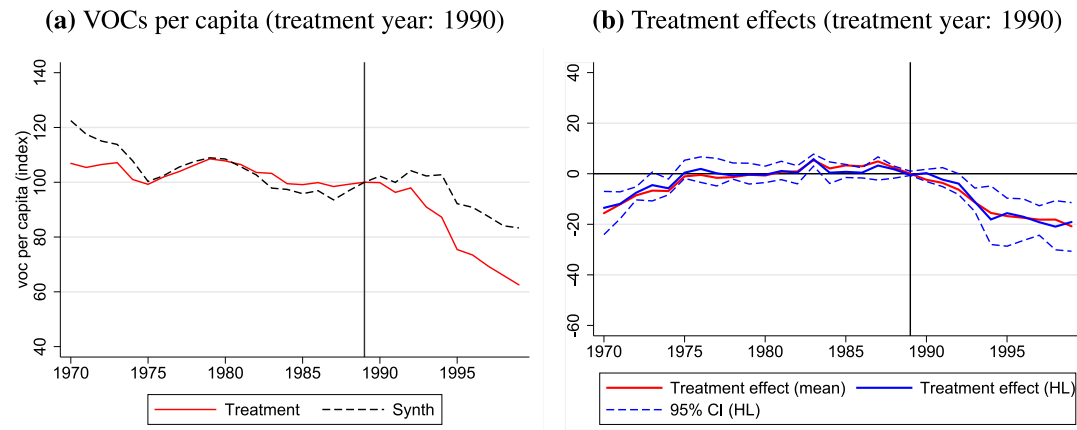 (a) VOCs per capita (treatment year: 1990)
voc per capita (index)
140
120
100
80
60
40
1970 1975 1980 1985 1990 1995
Treatment Synth
(b) Treatment effects (treatment year: 1990)
40
20
0
-20
-40
-60
1970 1975 1980 1985 1990 1995
Treatment effect (mean) Treatment effect (HL)
95% CI (HL)